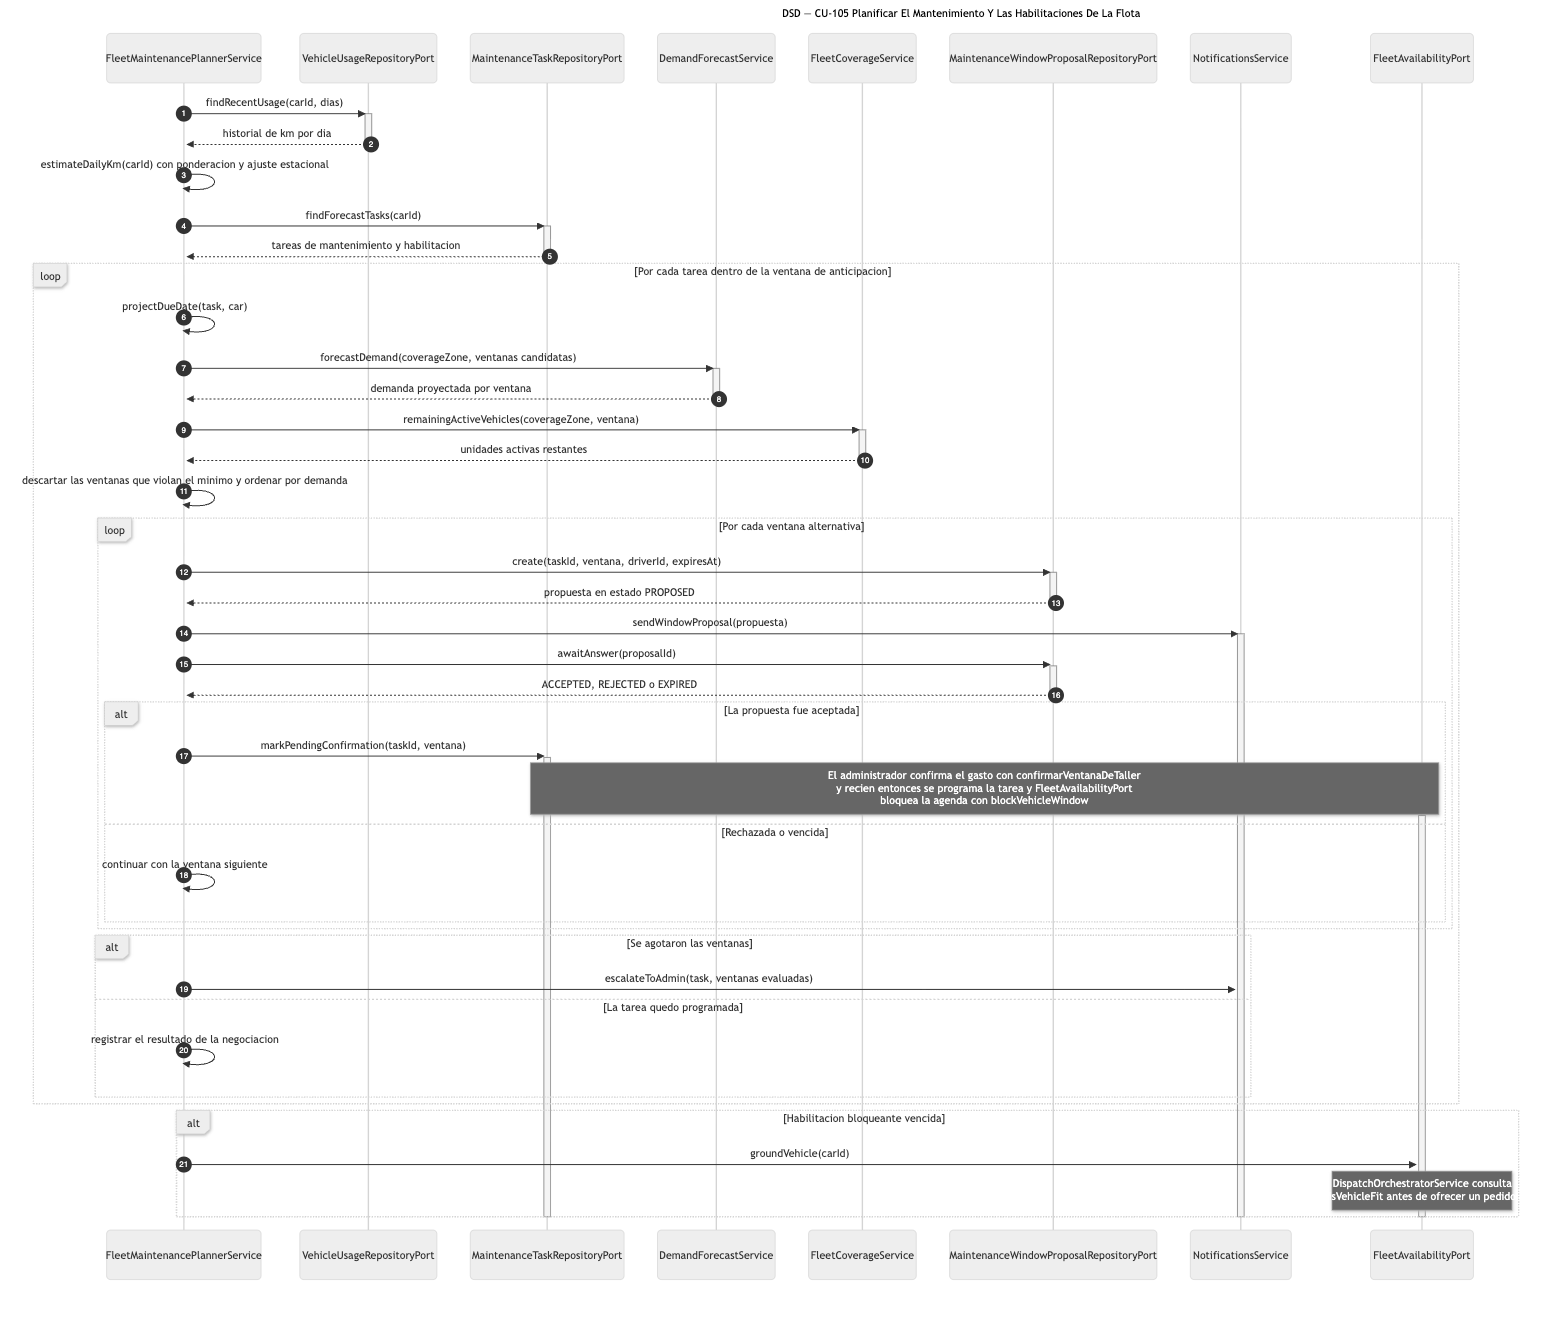 DSD — CU-105 Planificar El Mantenimiento Y Las Habilitaciones De La Flota
FleetMaintenancePlannerService
VehicleUsageRepositoryPort
MaintenanceTaskRepositoryPort
DemandForecastService
FleetCoverageService
MaintenanceWindowProposalRepositoryPort
NotificationsService
FleetAvailabilityPort
1
findRecentUsage(carId, dias)
historial de km por dia
2
estimateDailyKm(carId) con ponderacion y ajuste estacional
3
findForecastTasks(carId)
4
tareas de mantenimiento y habilitacion
5
loop
[Por cada tarea dentro de la ventana de anticipacion]
projectDueDate(task, car)
6
forecastDemand(coverageZone, ventanas candidatas)
7
demanda proyectada por ventana
8
remainingActiveVehicles(coverageZone, ventana)
9
unidades activas restantes
10
descartar las ventanas que violan el minimo y ordenar por demanda
11
loop
[Por cada ventana alternativa]
create(taskId, ventana, driverId, expiresAt)
12
propuesta en estado PROPOSED
13
sendWindowProposal(propuesta)
14
awaitAnswer(proposalId)
15
ACCEPTED, REJECTED o EXPIRED
16
alt
[La propuesta fue aceptada]
markPendingConfirmation(taskId, ventana)
17
El administrador confirma el gasto con confirmarVentanaDeTaller
y recien entonces se programa la tarea y FleetAvailabilityPort
bloquea la agenda con blockVehicleWindow
[Rechazada o vencida]
continuar con la ventana siguiente
18
alt
[Se agotaron las ventanas]
escalateToAdmin(task, ventanas evaluadas)
19
[La tarea quedo programada]
registrar el resultado de la negociacion
20
alt
[Habilitacion bloqueante vencida]
groundVehicle(carId)
21
DispatchOrchestratorService consulta
sVehicleFit antes de ofrecer un pedido
FleetMaintenancePlannerService
VehicleUsageRepositoryPort
MaintenanceTaskRepositoryPort
DemandForecastService
FleetCoverageService
MaintenanceWindowProposalRepositoryPort
NotificationsService
FleetAvailabilityPort